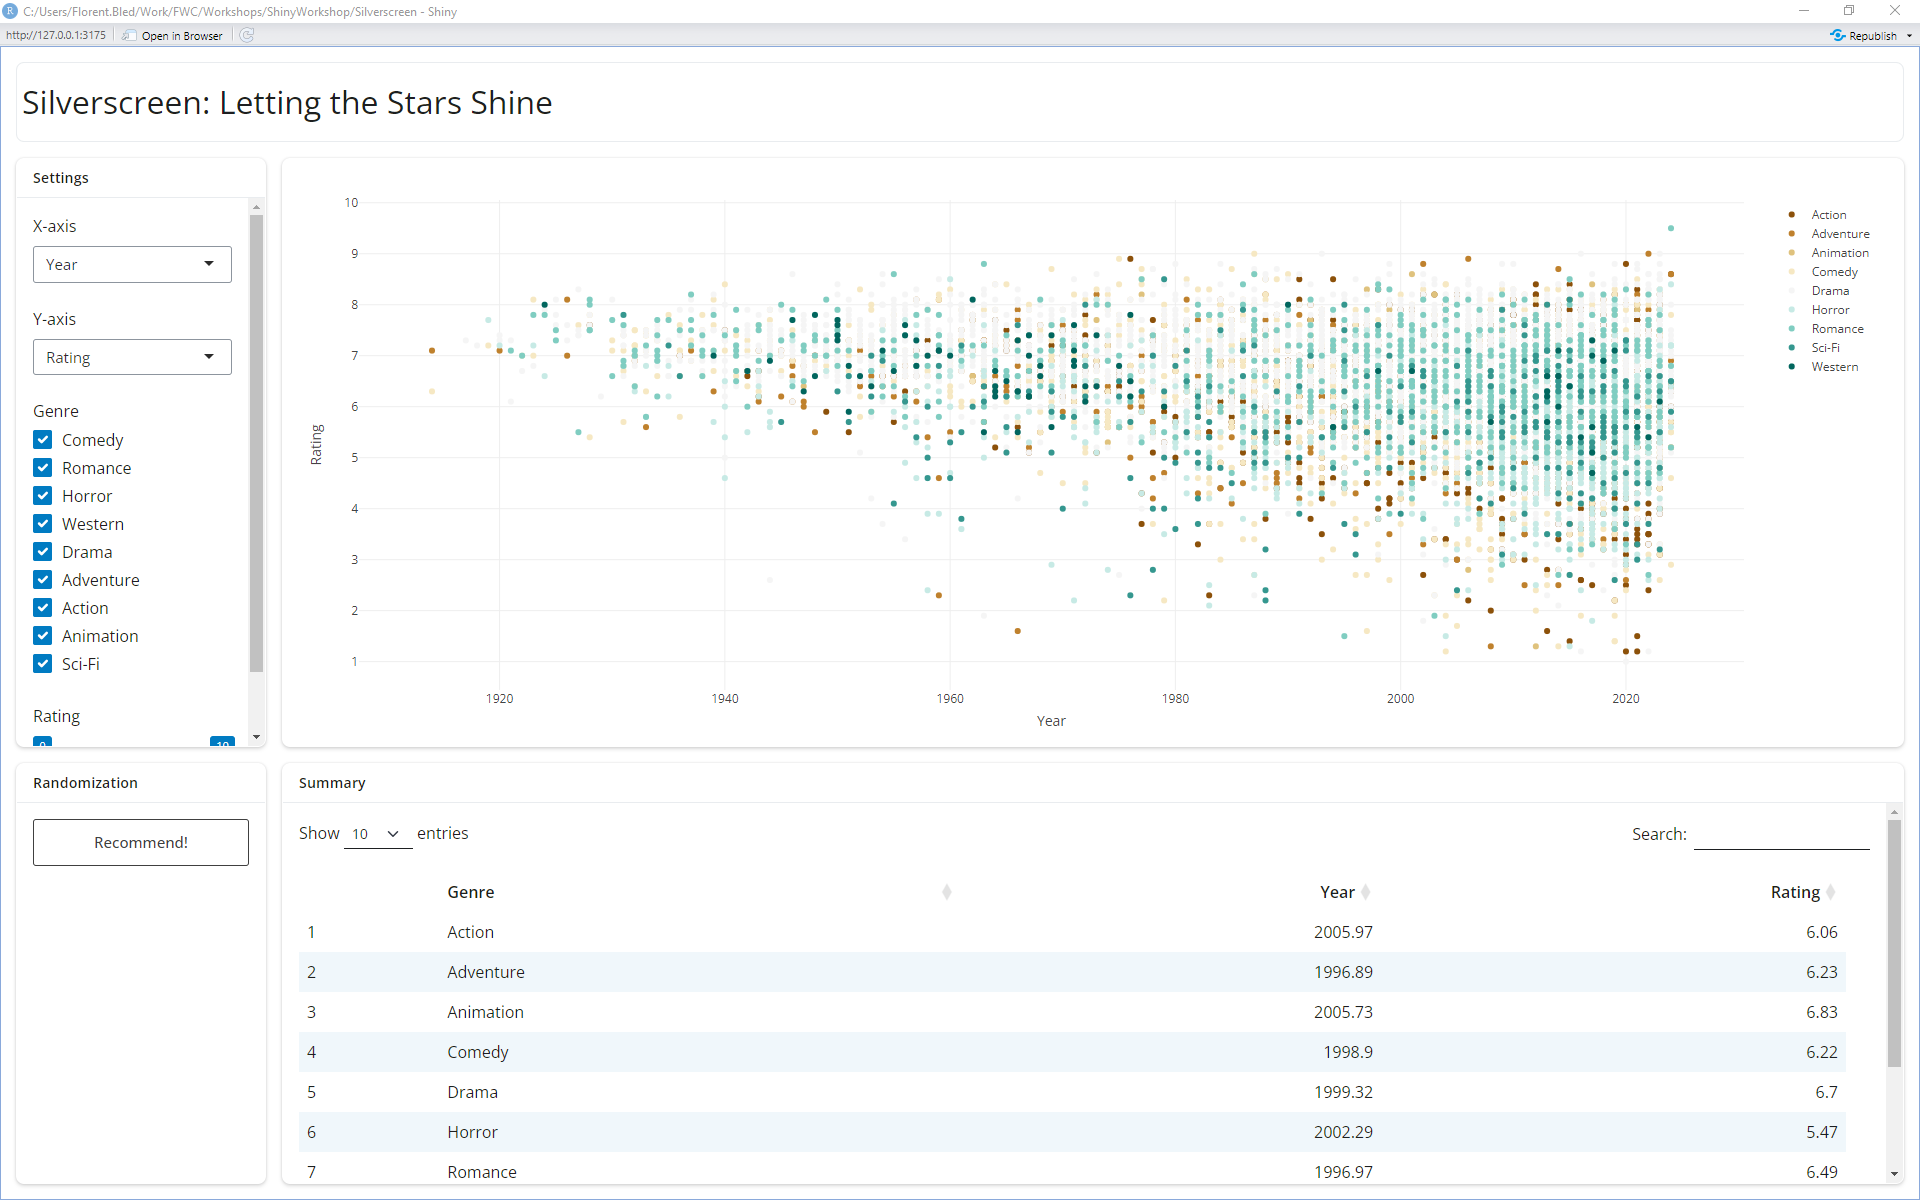 C:/Users/Florent.Bled/Work/FWC/Workshops/ShinyWorkshop/Silverscreen - Shiny
http://127.0.0.1:3175 Open in Browser Republish
Silverscreen: Letting the Stars Shine
Settings
X-axis
Year
Y-axis
Rating
Genre
Comedy
Romance
Horror
Western
Drama
Adventure
Action
Animation
Sci-Fi
Rating
0 10
10
9
8
7
6
5
4
3
2
1
Rating
1920 1940 1960 1980 2000 2020
Year
Action
Adventure
Animation
Comedy
Drama
Horror
Romance
Sci-Fi
Western
Randomization
Recommend!
Summary
Show 10 entries Search:
Genre Year Rating
1 Action 2005.97 6.06
2 Adventure 1996.89 6.23
3 Animation 2005.73 6.83
4 Comedy 1998.9 6.22
5 Drama 1999.32 6.7
6 Horror 2002.29 5.47
7 Romance 1996.97 6.49